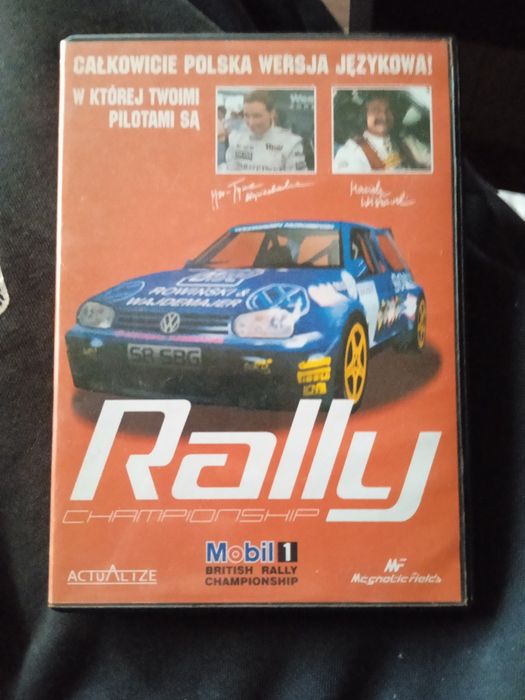 CAŁKOWICIE POLSKA WERSJA JĘZYKOWA!
W KTÓREJ TWOIMI
PILOTAMI SĄ
ROWIŃSKI &
WAJDEMAJER
S8 SBG
Rally
CHAMPIONSHIP
Mobil 1
BRITISH RALLY
CHAMPIONSHIP
ACTUALIZE
MF
Magnetic Fields